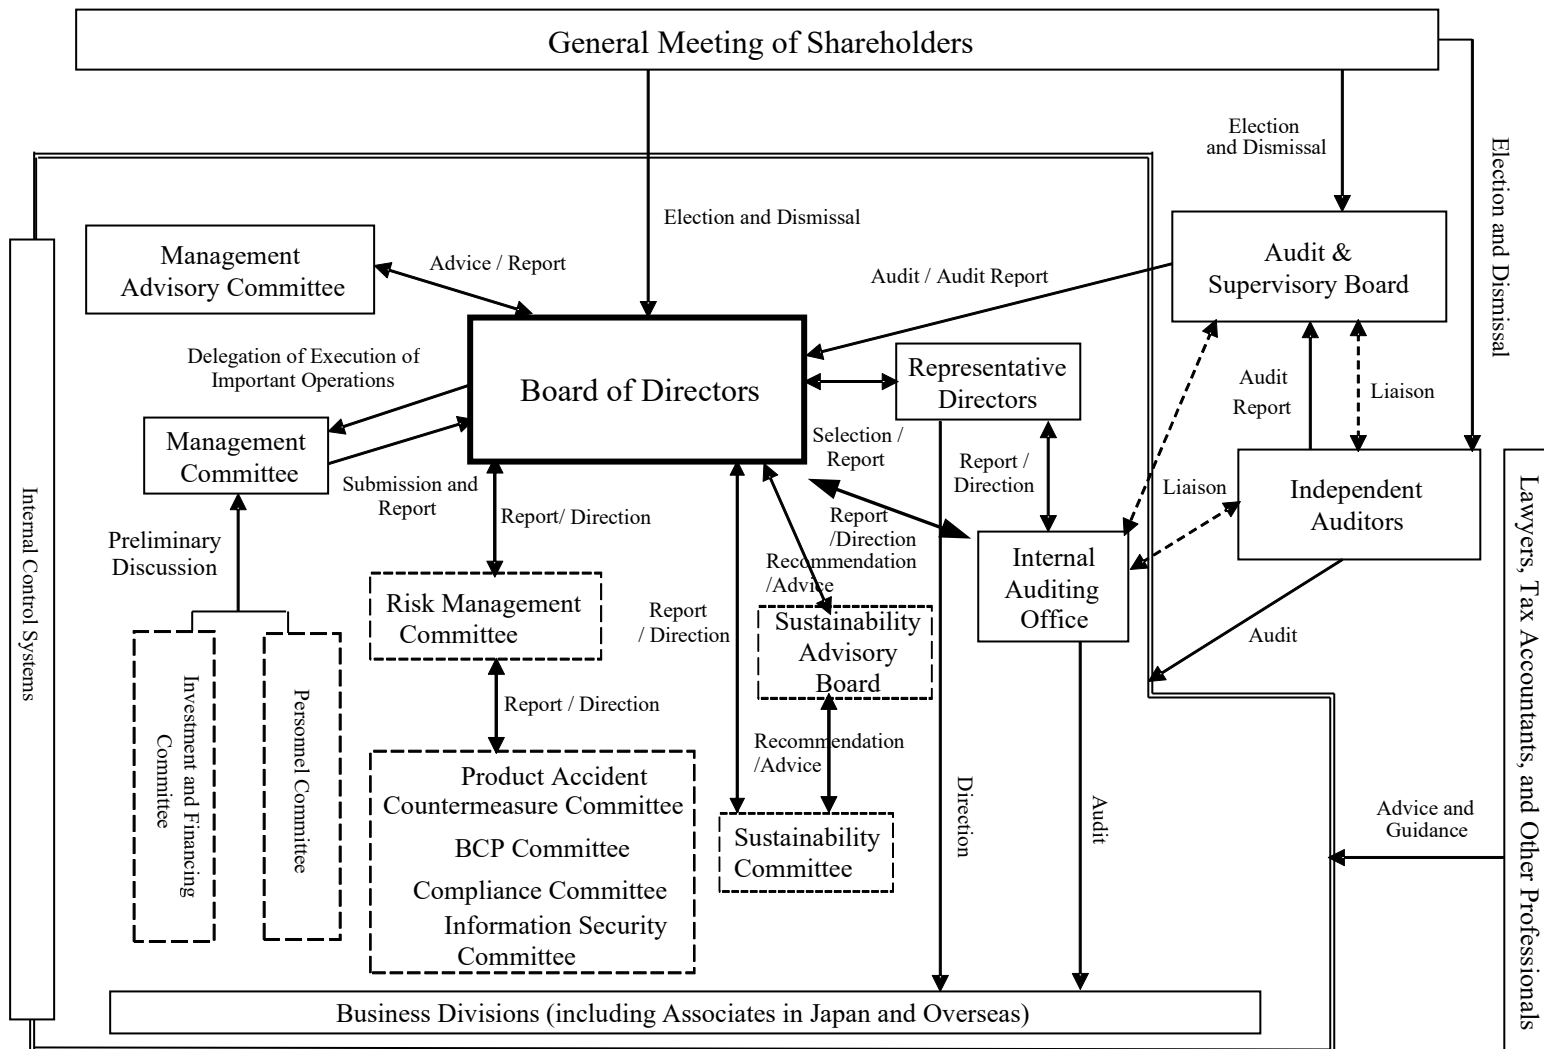 General Meeting of Shareholders
Election
and Dismissal
Election and Dismissal
Election and Dismissal
Management
Advisory Committee
Advice / Report
Audit / Audit Report
Audit &
Supervisory Board
Delegation of Execution of
Important Operations
Board of Directors
Representative
Directors
Audit
Report
Liaison
Management
Committee
Submission and
Report
Report/ Direction
Selection /
Report
Report /
Direction
Liaison
Independent
Auditors
Preliminary
Discussion
Report
/Direction
Recommendation
/Advice
Internal
Auditing
Office
Risk Management
Committee
Report
/ Direction
Sustainability
Advisory
Board
Audit
Internal Control Systems
Investment and Financing
Committee
Personnel Committee
Report / Direction
Recommendation
/Advice
Product Accident
Countermeasure Committee
BCP Committee
Compliance Committee
Information Security
Committee
Sustainability
Committee
Direction
Audit
Advice and
Guidance
Lawyers, Tax Accountants, and Other Professionals
Business Divisions (including Associates in Japan and Overseas)